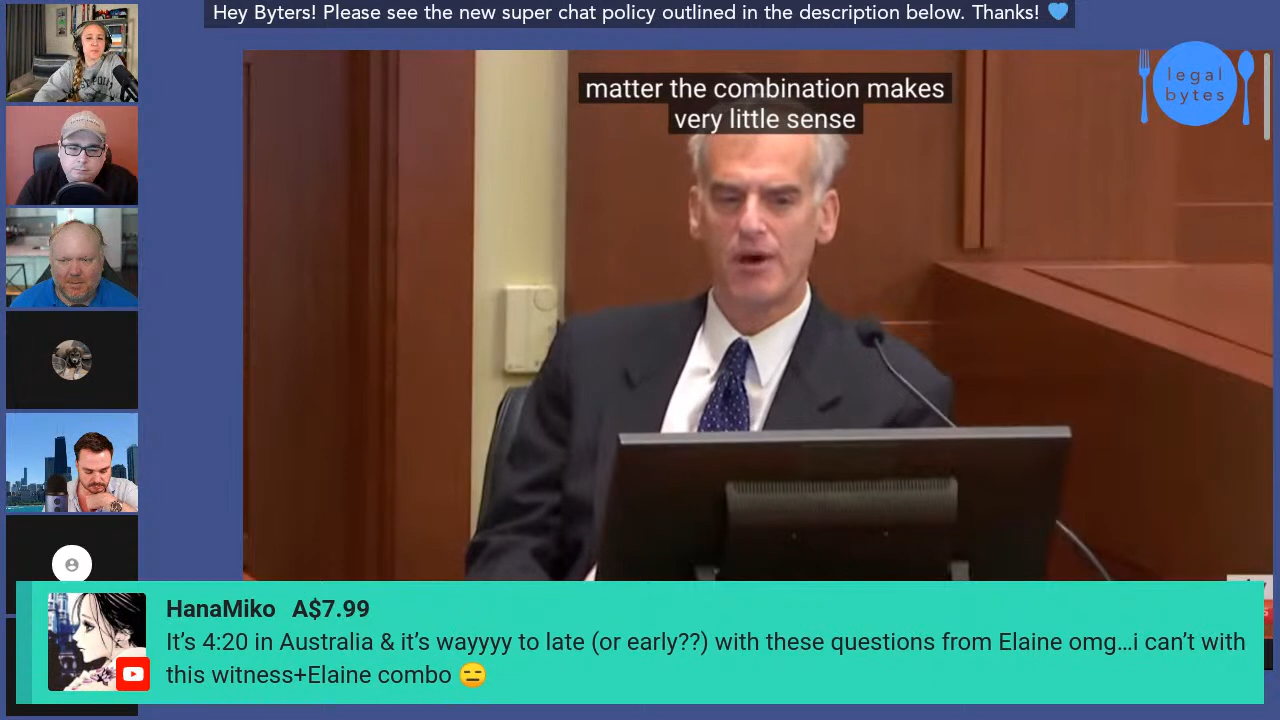 Hey Byters! Please see the new super chat policy outlined in the description below. Thanks! 💙
legal
bytes
matter the combination makes
very little sense
HanaMiko A$7.99
It’s 4:20 in Australia & it’s wayyyy to late (or early??) with these questions from Elaine omg…i can’t with
this witness+Elaine combo 😑